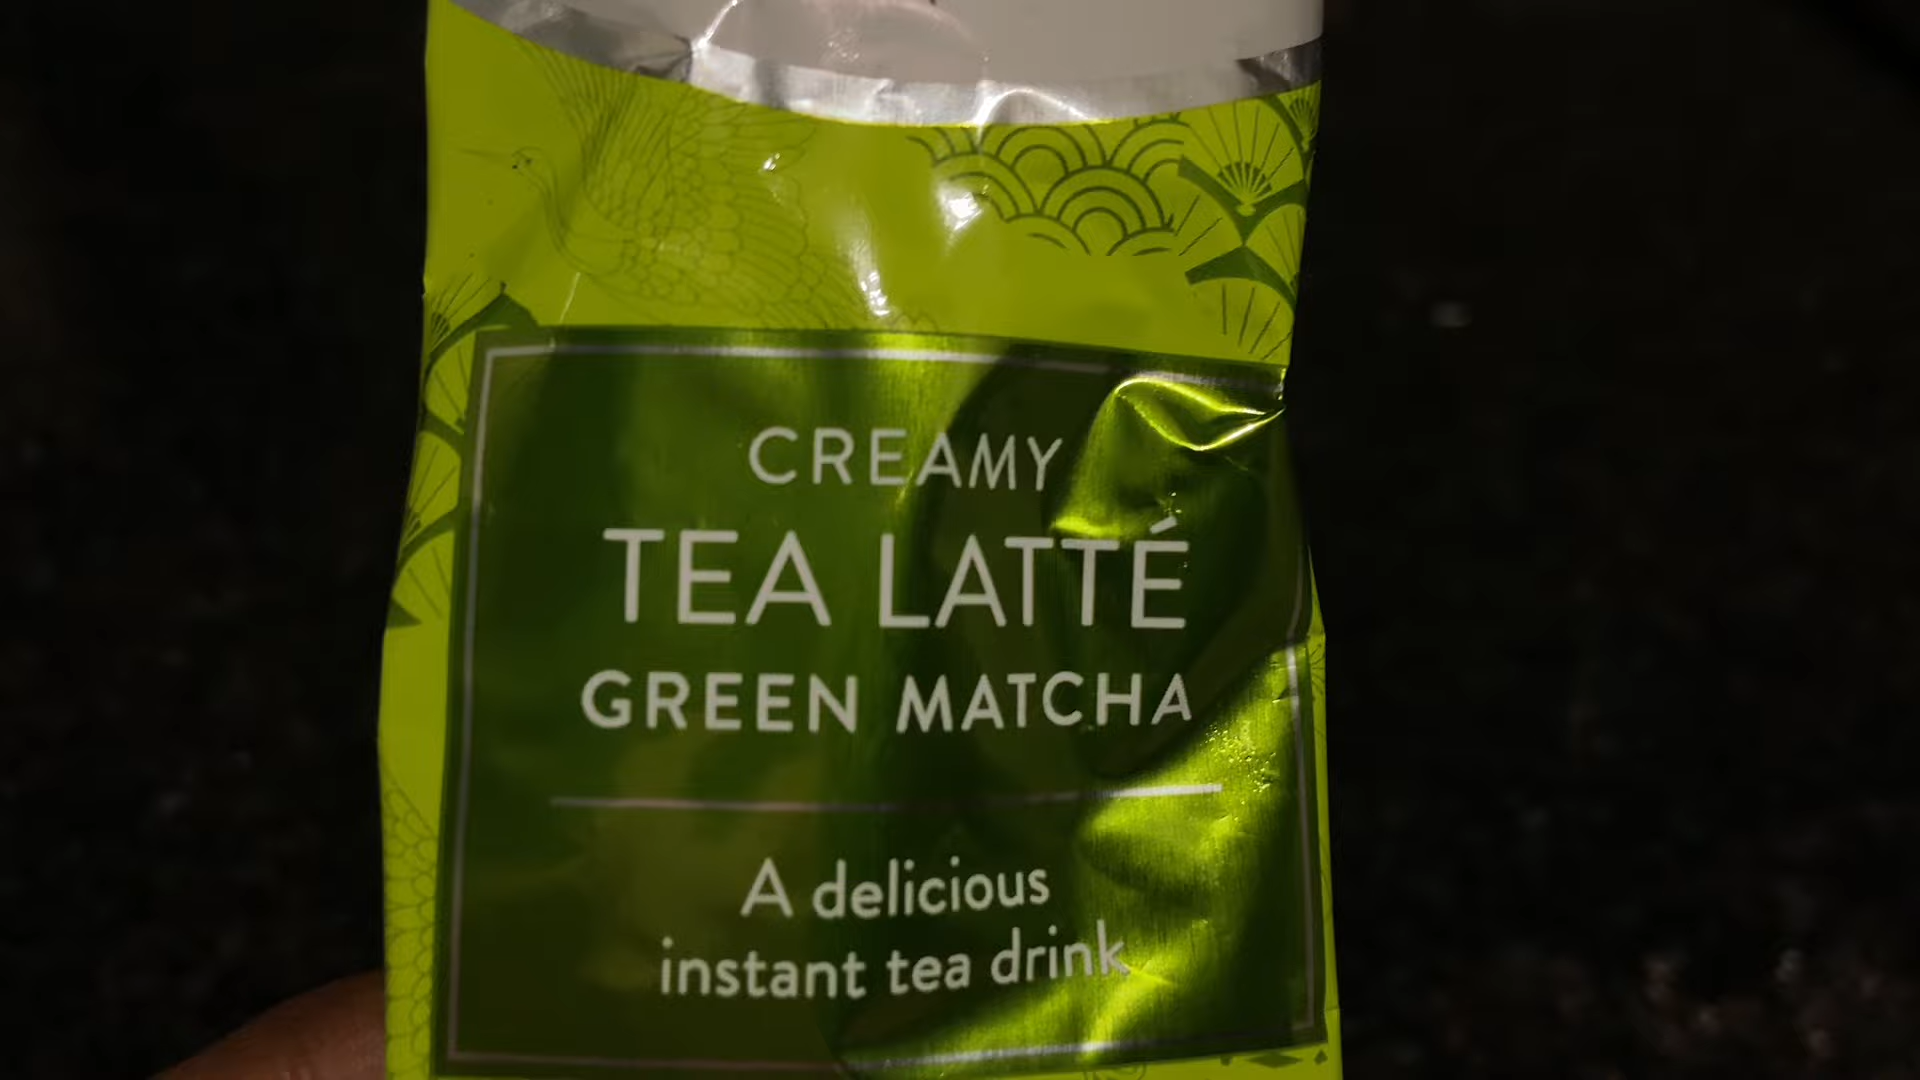 CREAMY
TEA LATTÉ
GREEN MATCHA
A delicious
instant tea drink